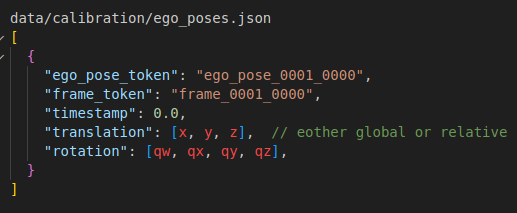 data/calibration/ego_poses.json
[
{
"ego_pose_token": "ego_pose_0001_0000",
"frame_token": "frame_0001_0000",
"timestamp": 0.0,
"translation": [x, y, z],  // eother global or relative
"rotation": [qw, qx, qy, qz],
}
]